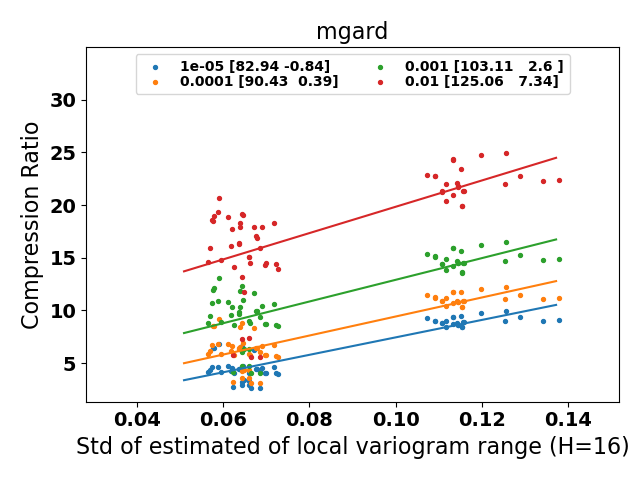 mgard
1e-05 [82.94 -0.84]
0.0001 [90.43  0.39]
0.001 [103.11   2.6 ]
0.01 [125.06   7.34]
Compression Ratio
30
25
20
15
10
5
0.04 0.06 0.08 0.10 0.12 0.14
Std of estimated of local variogram range (H=16)